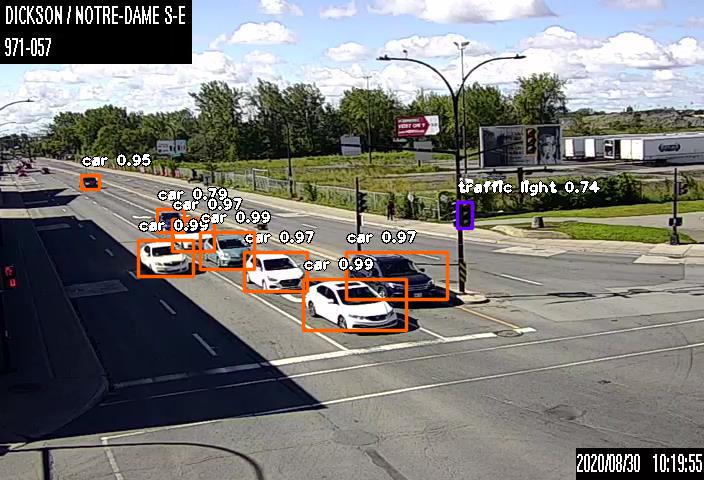 DICKSON / NOTRE-DAME S-E
971-057
car 0.95
car 0.79
car 0.97
car 0.99
car 0.99
car 0.97
car 0.97
car 0.99
traffic light 0.74
2020/08/30 10:19:55